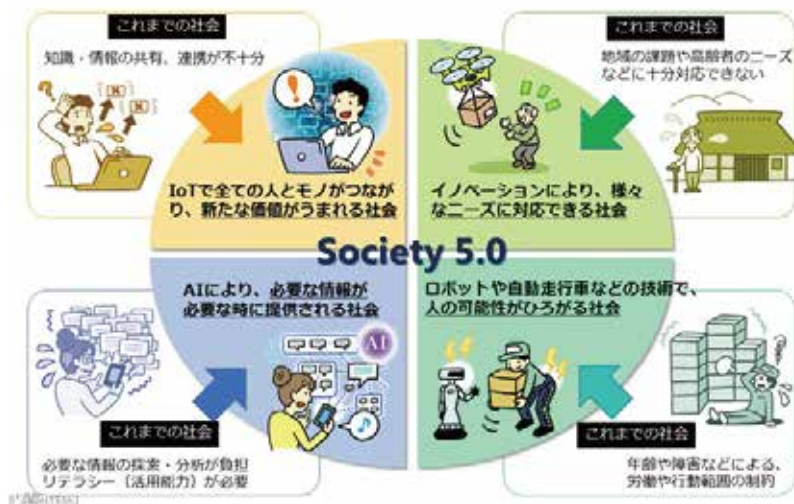 これまでの社会
知識・情報の共有、連携が不十分
IoTで全ての人とモノがつなが
り、新たな価値がうまれる社会
これまでの社会
地域の課題や高齢者のニーズ
などに十分対応できない
イノベーションにより、様々
なニーズに対応できる社会
Society 5.0
AIにより、必要な情報が
必要な時に提供される社会
AI
これまでの社会
必要な情報の探索・分析が負担
リテラシー（活用能力）が必要
ロボットや自動走行車などの技術で、
人の可能性がひろがる社会
これまでの社会
年齢や障害などによる、
労働や行動範囲の制約